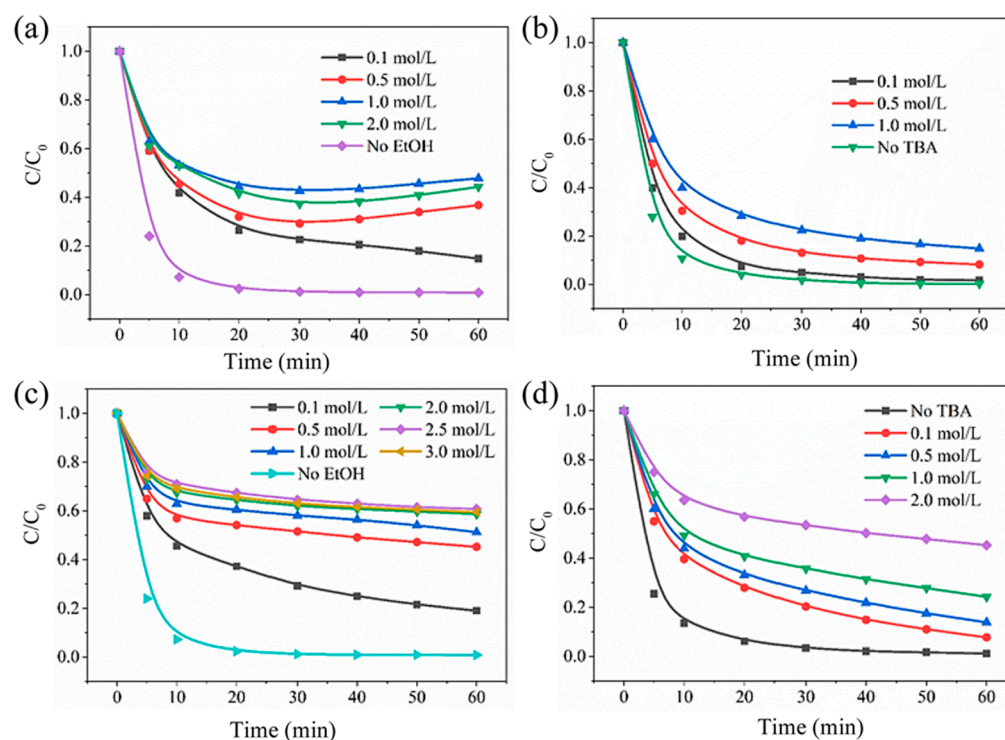 (a)
1.0
0.8
0.6
0.4
0.2
0.0
C/C0
0.1 mol/L
0.5 mol/L
1.0 mol/L
2.0 mol/L
No EtOH
0 10 20 30 40 50 60
Time (min)
(b)
1.0
0.8
0.6
0.4
0.2
0.0
C/C0
0.1 mol/L
0.5 mol/L
1.0 mol/L
No TBA
0 10 20 30 40 50 60
Time (min)
(c)
1.0
0.8
0.6
0.4
0.2
0.0
C/C0
0.1 mol/L 2.0 mol/L
0.5 mol/L 2.5 mol/L
1.0 mol/L 3.0 mol/L
No EtOH
0 10 20 30 40 50 60
Time (min)
(d)
1.0
0.8
0.6
0.4
0.2
0.0
C/C0
No TBA
0.1 mol/L
0.5 mol/L
1.0 mol/L
2.0 mol/L
0 10 20 30 40 50 60
Time (min)